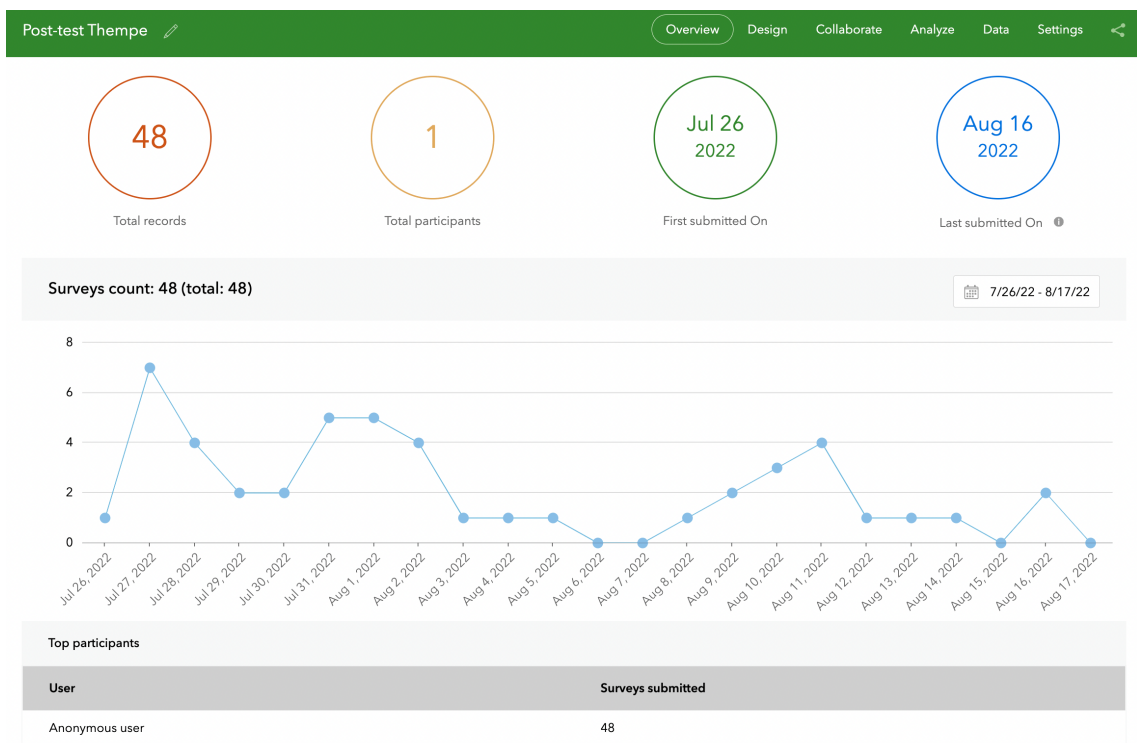 Post-test Thempe
Overview Design Collaborate Analyze Data Settings
48
1
Jul 26
2022
Aug 16
2022
Total records
Total participants
First submitted On
Last submitted On
Surveys count: 48 (total: 48)
7/26/22 - 8/17/22
8
6
4
2
0
Jul 26, 2022
Jul 27, 2022
Jul 28, 2022
Jul 29, 2022
Jul 30, 2022
Jul 31, 2022
Aug 1, 2022
Aug 2, 2022
Aug 3, 2022
Aug 4, 2022
Aug 5, 2022
Aug 6, 2022
Aug 7, 2022
Aug 8, 2022
Aug 9, 2022
Aug 10, 2022
Aug 11, 2022
Aug 12, 2022
Aug 13, 2022
Aug 14, 2022
Aug 15, 2022
Aug 16, 2022
Aug 17, 2022
Top participants
User Surveys submitted
Anonymous user 48